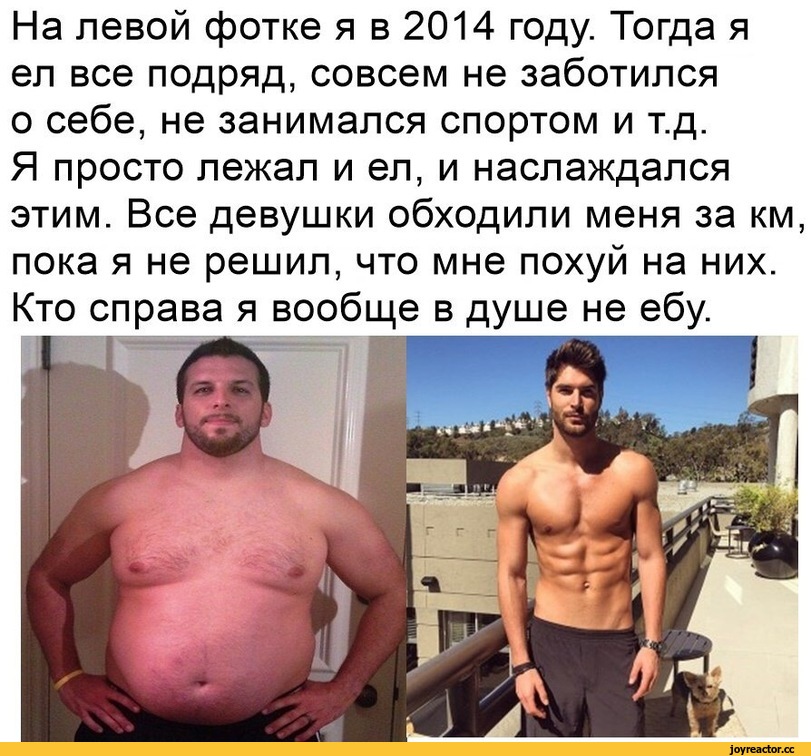 На левой фотке я в 2014 году. Тогда я
ел все подряд, совсем не заботился
о себе, не занимался спортом и т.д.
Я просто лежал и ел, и наслаждался
этим. Все девушки обходили меня за км,
пока я не решил, что мне похуй на них.
Кто справа я вообще в душе не ебу.
joyreactor.cc